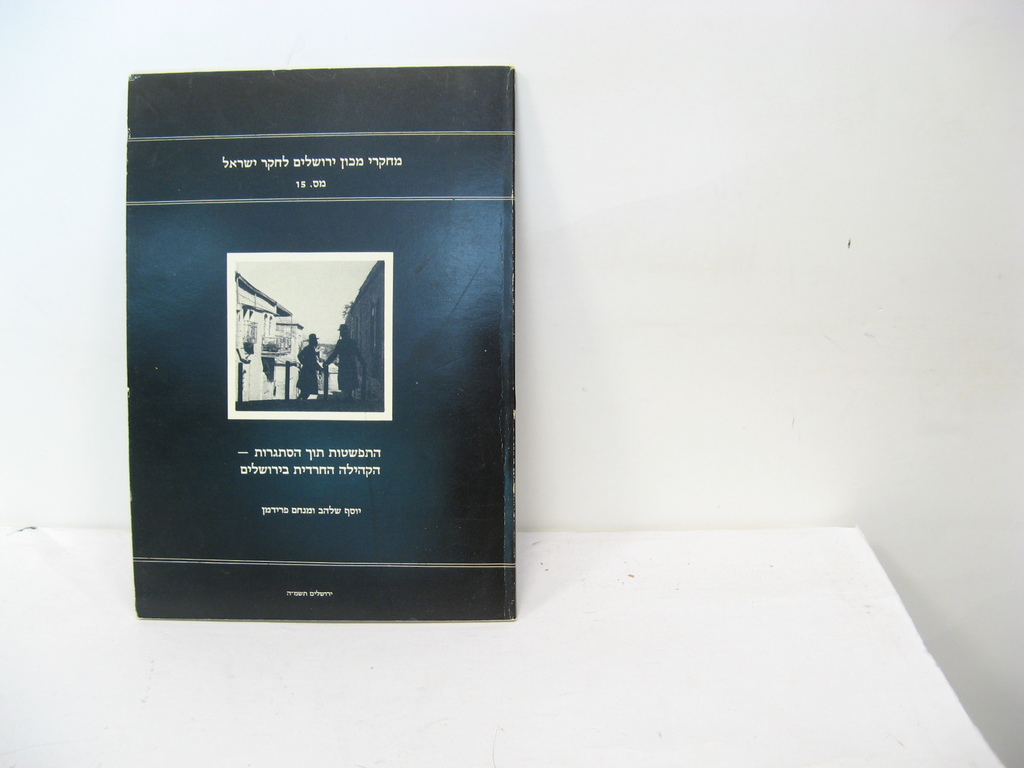 מחקרי מכון ירושלים לחקר ישראל
מס. 15
התפשטות תוך הסתגרות –
הקהילה החרדית בירושלים
יוסף שלהב ומנחם פרידמן
ירושלים תשמ״ה